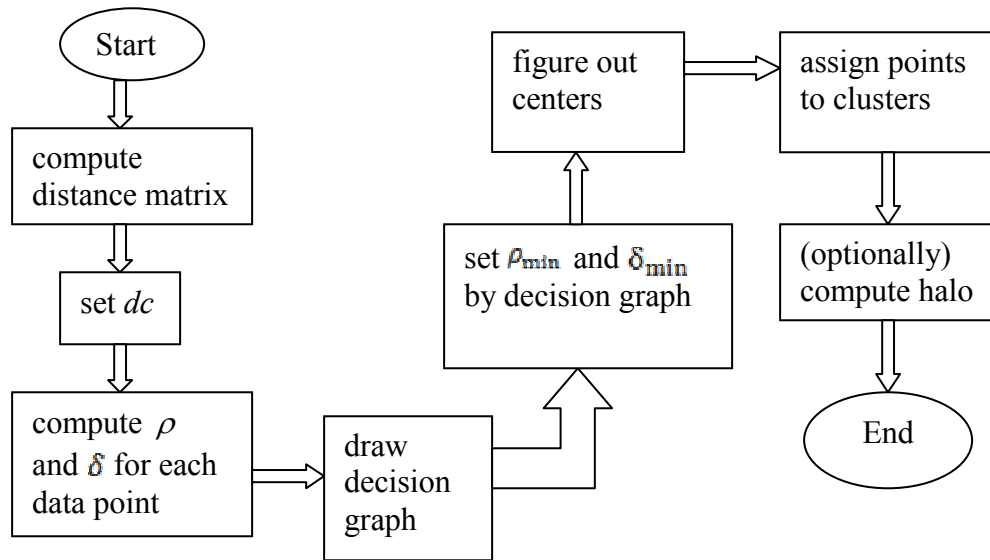 Start
compute
distance matrix
set dc
compute ρ
and δ for each
data point
draw
decision
graph
set ρmin and δmin
by decision graph
figure out
centers
assign points
to clusters
(optionally)
compute halo
End